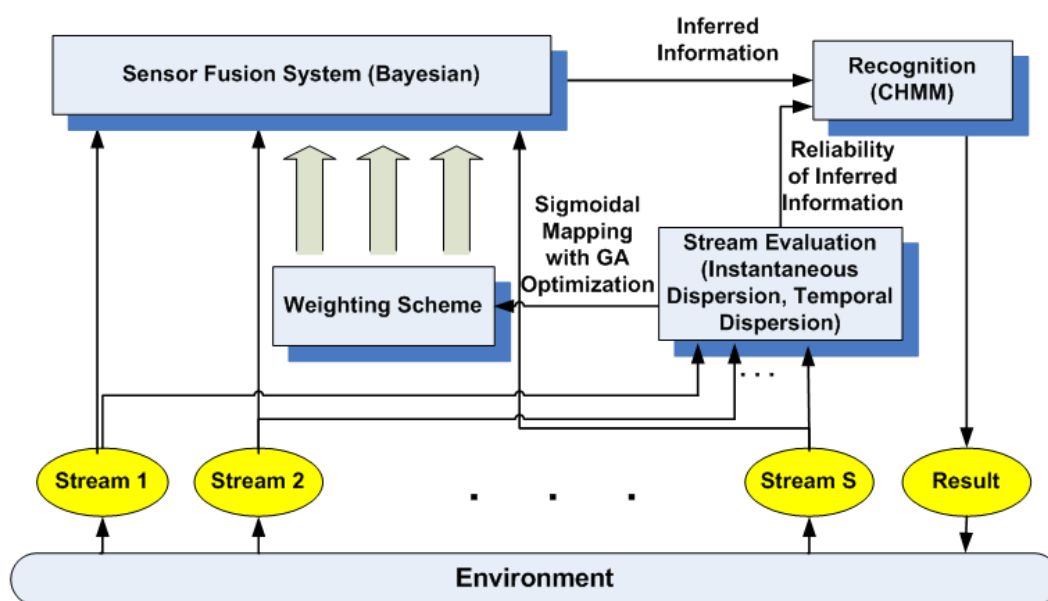 Sensor Fusion System (Bayesian)
Inferred
Information
Recognition
(CHMM)
Reliability
of Inferred
Information
Sigmoidal
Mapping
with GA
Optimization
Stream Evaluation
(Instantaneous
Dispersion, Temporal
Dispersion)
Weighting Scheme
. . .
Stream 1
Stream 2
. . .
Stream S
Result
Environment